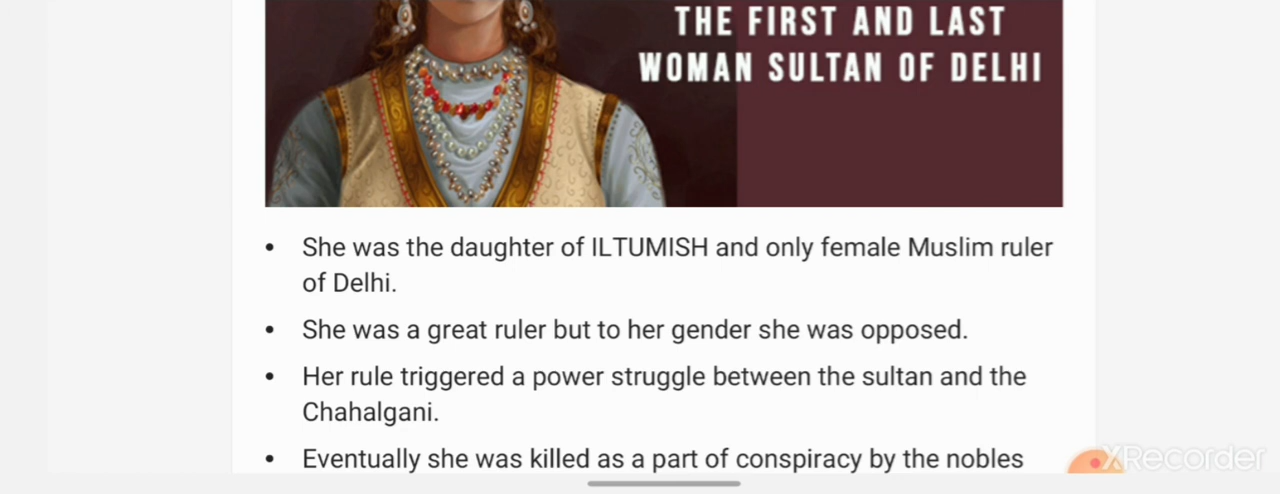 THE FIRST AND LAST
WOMAN SULTAN OF DELHI
• She was the daughter of ILTUMISH and only female Muslim ruler
of Delhi.
• She was a great ruler but to her gender she was opposed.
• Her rule triggered a power struggle between the sultan and the
Chahalgani.
• Eventually she was killed as a part of conspiracy by the nobles
XRecorder